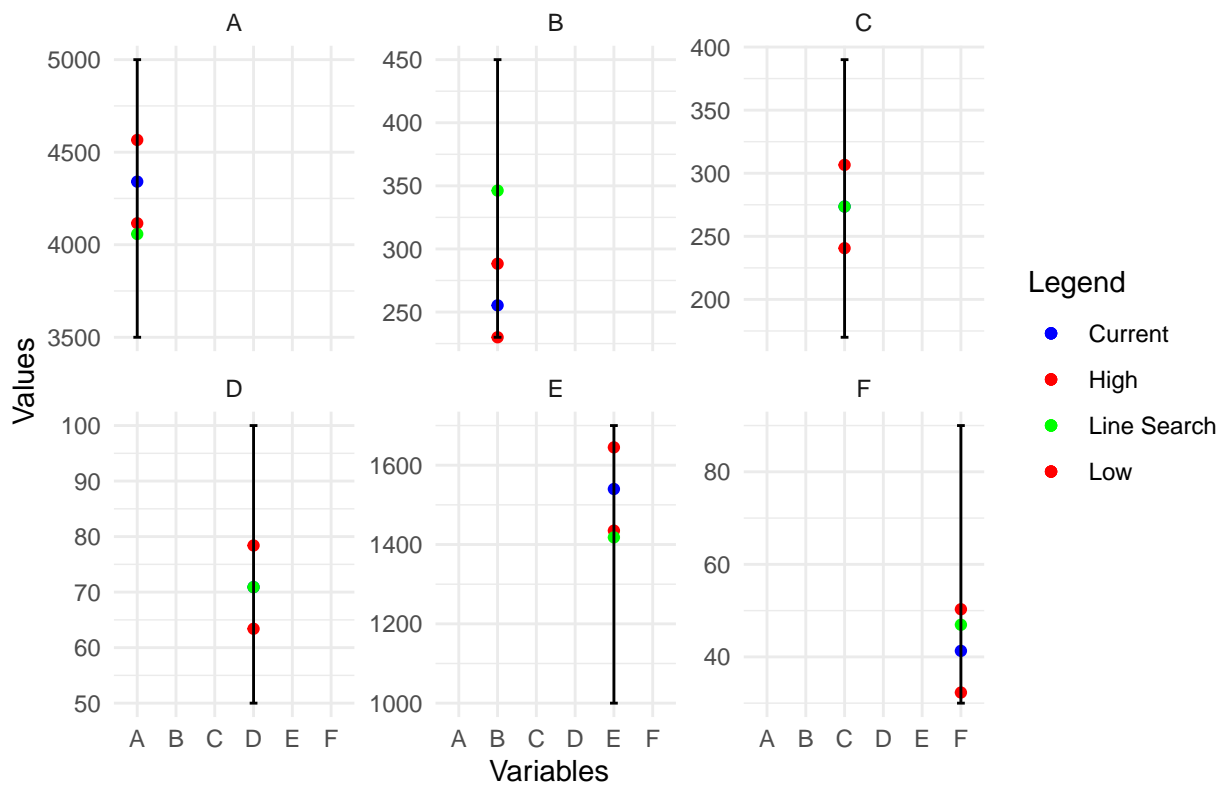 A
B
C
5000
4500
4000
3500
450
400
350
300
250
400
350
300
250
200
Values
D
E
F
100
90
80
70
60
50
1600
1400
1200
1000
80
60
40
A B C D E F
A B C D E F
A B C D E F
Variables
Legend
Current
High
Line Search
Low